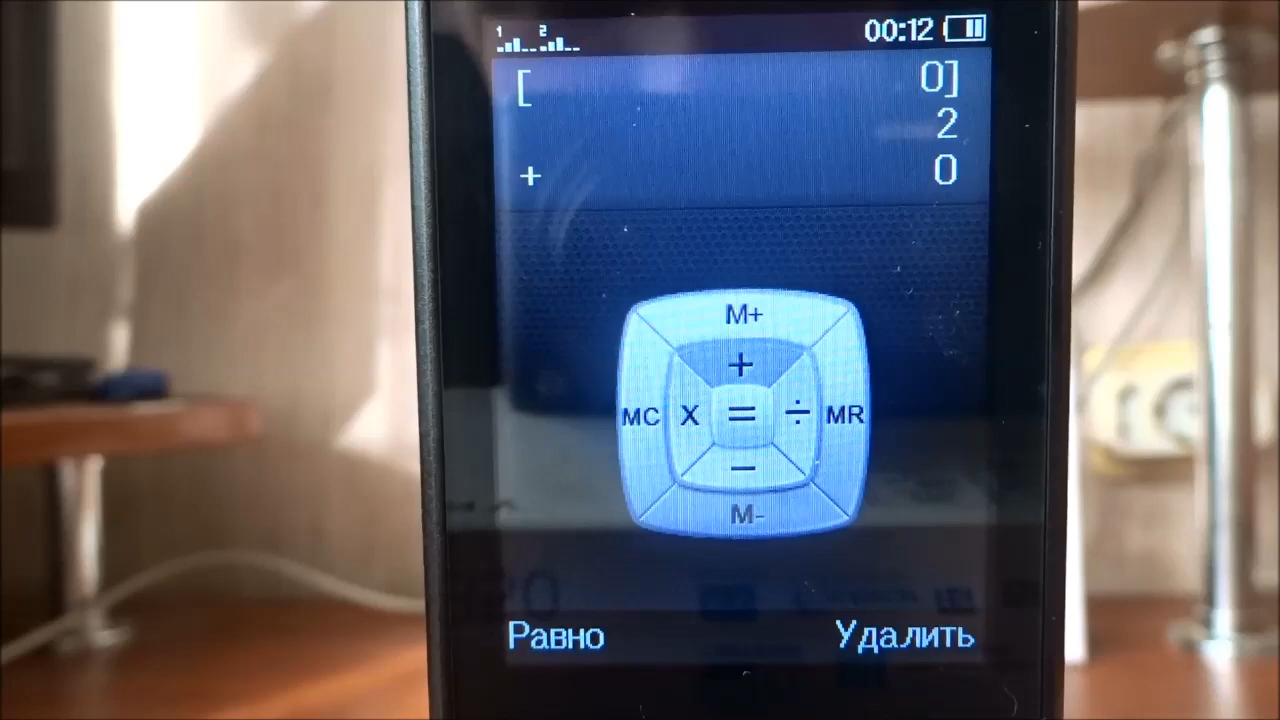 1 2 00:12
[ 0]
2
+ 0
M+
+
MC X = ÷ MR
−
M-
Равно Удалить